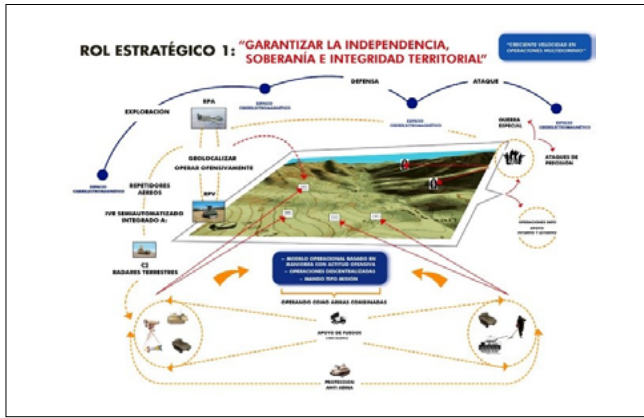 ROL ESTRATÉGICO 1: "GARANTIZAR LA INDEPENDENCIA,
SOBERANÍA E INTEGRIDAD TERRITORIAL"
"CRECIENTE VELOCIDAD EN
OPERACIONES MULTIDOMINIO"
EXPLORACIÓN
DEFENSA
ATAQUE
ESPACIO
CIBERELECTROMAGNÉTICO
ESPACIO
CIBERELECTROMAGNÉTICO
ESPACIO
CIBERELECTROMAGNÉTICO
ESPACIO
CIBERELECTROMAGNÉTICO
RPA
GEOLOCALIZAR
OPERAR OFENSIVAMENTE
RPV
REPETIDORES
AÉREOS
IVR SEMIAUTOMATIZADO
INTEGRADO A:
C2
RADARES TERRESTRES
GUERRA
ESPECIAL
ATAQUES DE
PRECISIÓN
OPERACIONES INFO
APOYO
- MODELO OPERACIONAL BASADO EN
MANIOBRA CON ACTITUD OFENSIVA
- OPERACIONES DESCENTRALIZADAS
- MANDO TIPO MISIÓN
OPERANDO COMO ARMAS COMBINADAS
APOYO DE FUEGOS
PROTECCIÓN
ANTI AÉREA